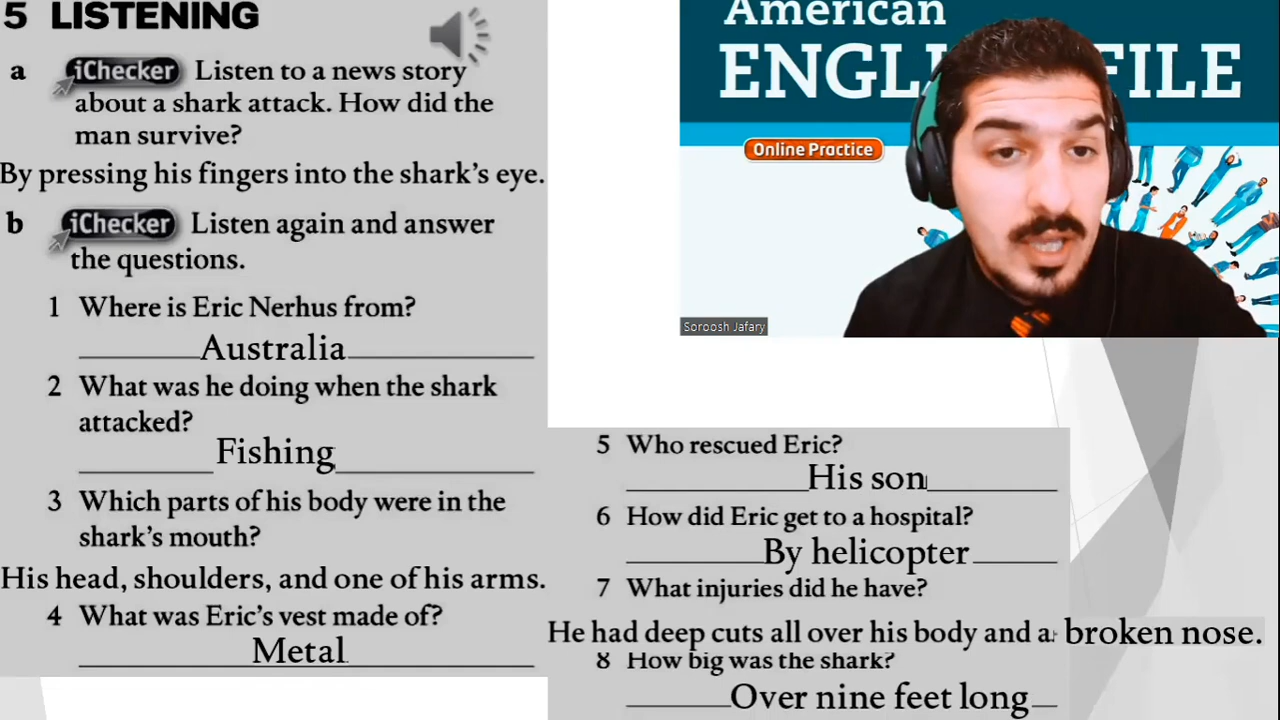 5 LISTENING
a iChecker Listen to a news story
about a shark attack. How did the
man survive?
By pressing his fingers into the shark's eye.
b iChecker Listen again and answer
the questions.
1 Where is Eric Nerhus from?
Australia
2 What was he doing when the shark
attacked?
Fishing
3 Which parts of his body were in the
shark's mouth?
His head, shoulders, and one of his arms.
4 What was Eric's vest made of?
Metal
American
ENGL FILE
Online Practice
Soroosh Jafary
5 Who rescued Eric?
His son
6 How did Eric get to a hospital?
By helicopter
7 What injuries did he have?
He had deep cuts all over his body and a broken nose.
8 How big was the shark?
Over nine feet long